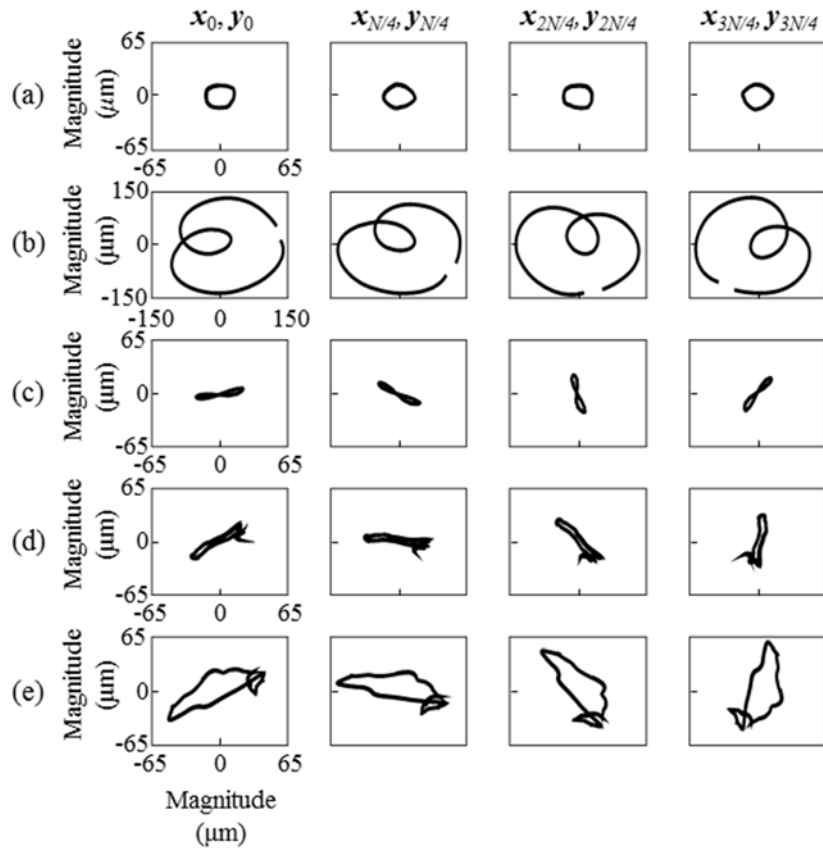 x0, y0 xN/4, yN/4 x2N/4, y2N/4 x3N/4, y3N/4
(a) Magnitude (μm) 65 0 -65
-65 0 65
(b) Magnitude (μm) 150 0 -150
-150 0 150
(c) Magnitude (μm) 65 0 -65
-65 0 65
(d) Magnitude (μm) 65 0 -65
-65 0 65
(e) Magnitude (μm) 65 0 -65
-65 0 65
Magnitude
(μm)